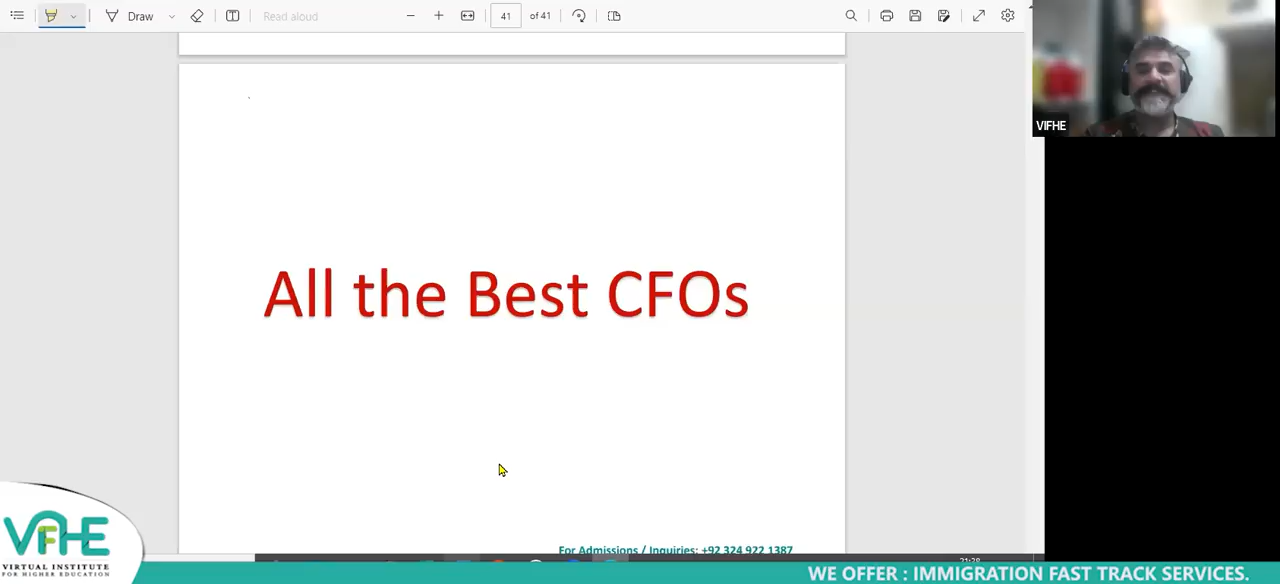 Draw
Read aloud
41
of 41
VIFHE
All the Best CFOs
For Admissions / Inquiries: +92 324 922 1387
VIFHE
VIRTUAL INSTITUTE
FOR HIGHER EDUCATION
WE OFFER : IMMIGRATION FAST TRACK SERVICES.